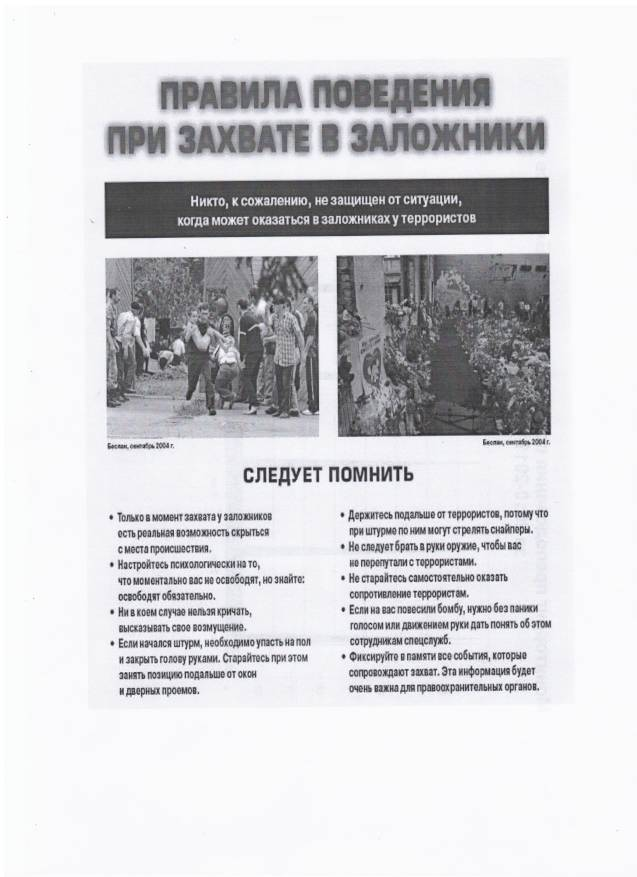 ПРАВИЛА ПОВЕДЕНИЯ
ПРИ ЗАХВАТЕ В ЗАЛОЖНИКИ
Никто, к сожалению, не защищен от ситуации,
когда может оказаться в заложниках у террористов
Беслан, сентябрь 2004 г.
Беслан, сентябрь 2004 г.
СЛЕДУЕТ ПОМНИТЬ
• Только в момент захвата у заложников
есть реальная возможность скрыться
с места происшествия.
• Настройтесь психологически на то,
что моментально вас не освободят, но знайте:
освободят обязательно.
• Ни в коем случае нельзя кричать,
высказывать свое возмущение.
• Если начался штурм, необходимо упасть на пол
и закрыть голову руками. Старайтесь при этом
занять позицию подальше от окон
и дверных проемов.
• Держитесь подальше от террористов, потому что
при штурме по ним могут стрелять снайперы.
• Не следует брать в руки оружие, чтобы вас
не перепутали с террористами.
• Не старайтесь самостоятельно оказать
сопротивление террористам.
• Если на вас повесили бомбу, нужно без паники
голосом или движением руки дать понять об этом
сотрудникам спецслужб.
• Фиксируйте в памяти все события, которые
сопровождают захват. Эта информация будет
очень важна для правоохранительных органов.